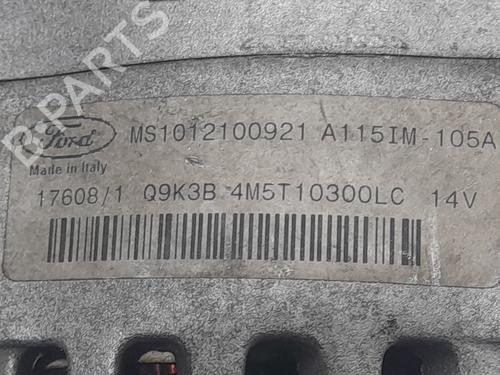 B-PARTS
Ford MS1012100921 A115IM-105A
Made in Italy
17608/1 Q9K3B 4M5T10300LC 14V